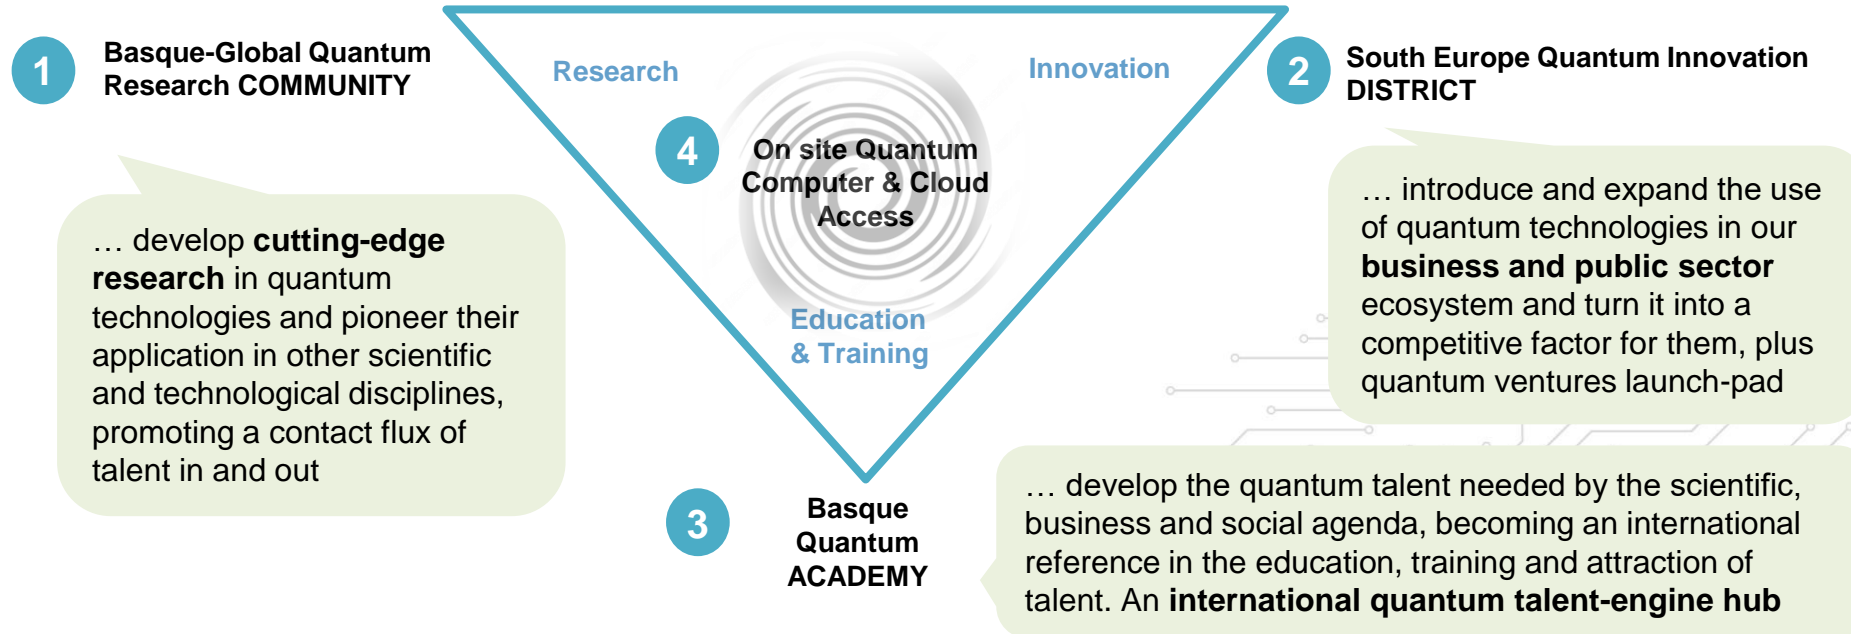 1
Basque-Global Quantum
Research COMMUNITY
Research
Innovation
2
South Europe Quantum Innovation
DISTRICT
4
On site Quantum
Computer & Cloud
Access
… develop cutting-edge
research in quantum
technologies and pioneer their
application in other scientific
and technological disciplines,
promoting a contact flux of
talent in and out
… introduce and expand the use
of quantum technologies in our
business and public sector
ecosystem and turn it into a
competitive factor for them, plus
quantum ventures launch-pad
Education
& Training
3
Basque
Quantum
ACADEMY
… develop the quantum talent needed by the scientific,
business and social agenda, becoming an international
reference in the education, training and attraction of
talent. An international quantum talent-engine hub